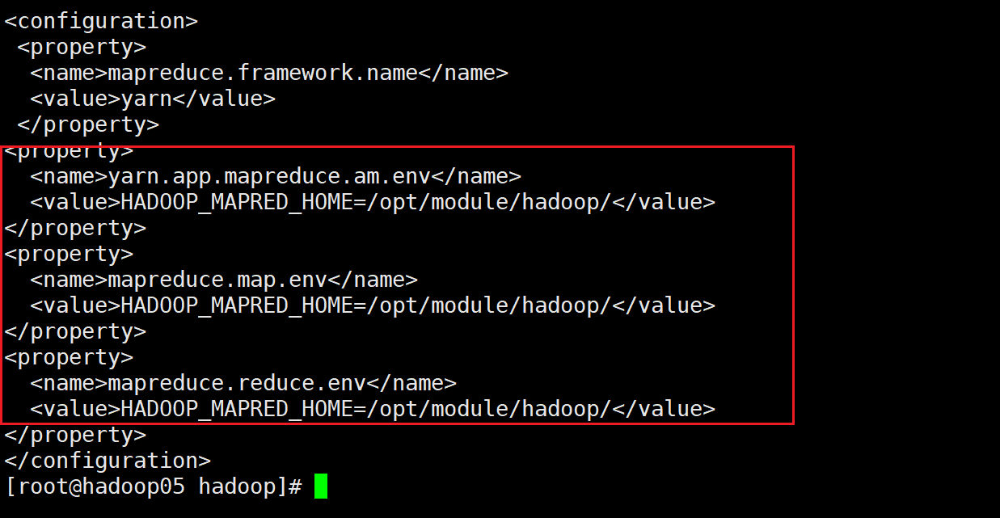 <configuration>
 <property>
  <name>mapreduce.framework.name</name>
  <value>yarn</value>
 </property>
<property>
  <name>yarn.app.mapreduce.am.env</name>
  <value>HADOOP_MAPRED_HOME=/opt/module/hadoop/</value>
</property>
<property>
  <name>mapreduce.map.env</name>
  <value>HADOOP_MAPRED_HOME=/opt/module/hadoop/</value>
</property>
<property>
  <name>mapreduce.reduce.env</name>
  <value>HADOOP_MAPRED_HOME=/opt/module/hadoop/</value>
</property>
</configuration>
[root@hadoop05 hadoop]#